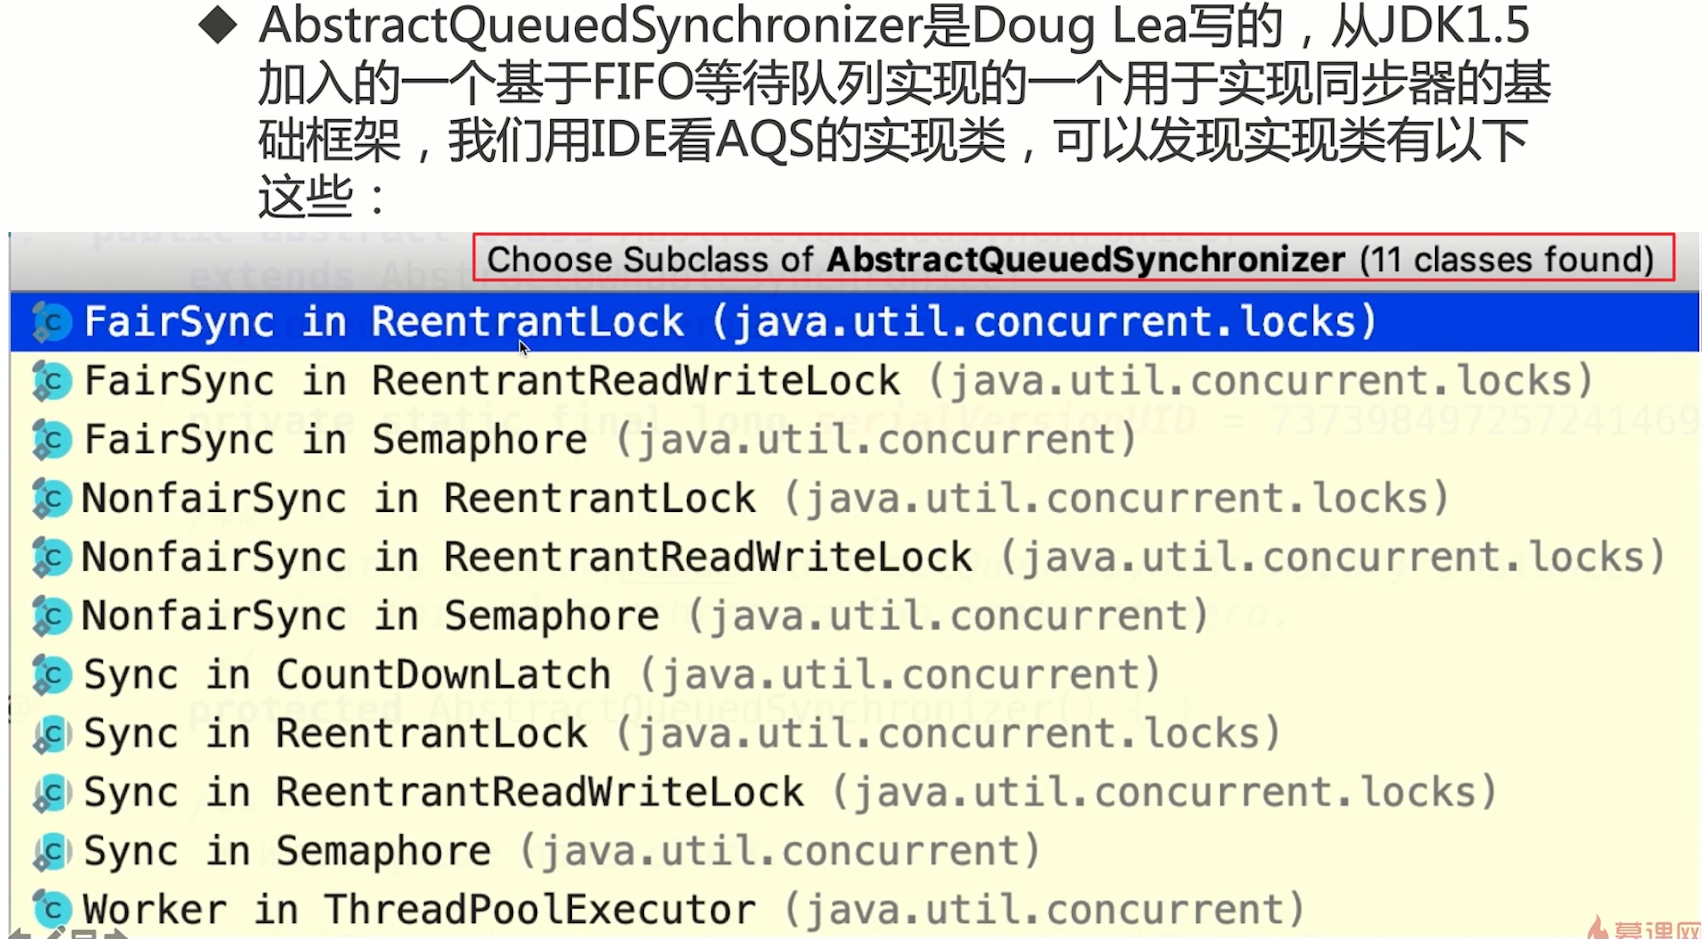 ◆ AbstractQueuedSynchronizer是Doug Lea写的，从JDK1.5
加入的一个基于FIFO等待队列实现的一个用于实现同步器的基
础框架，我们用IDE看AQS的实现类，可以发现实现类有以下
这些：
Choose Subclass of AbstractQueuedSynchronizer (11 classes found)
FairSync in ReentrantLock (java.util.concurrent.locks)
FairSync in ReentrantReadWriteLock (java.util.concurrent.locks)
private static final long serialVersionUID = 737398497257241469
FairSync in Semaphore (java.util.concurrent)
NonfairSync in ReentrantLock (java.util.concurrent.locks)
NonfairSync in ReentrantReadWriteLock (java.util.concurrent.locks)
NonfairSync in Semaphore (java.util.concurrent)
Sync in CountDownLatch (java.util.concurrent)
protected AbstractQueuedSynchronizer() { }
Sync in ReentrantLock (java.util.concurrent.locks)
Sync in ReentrantReadWriteLock (java.util.concurrent.locks)
Sync in Semaphore (java.util.concurrent)
Worker in ThreadPoolExecutor (java.util.concurrent)
慕课网